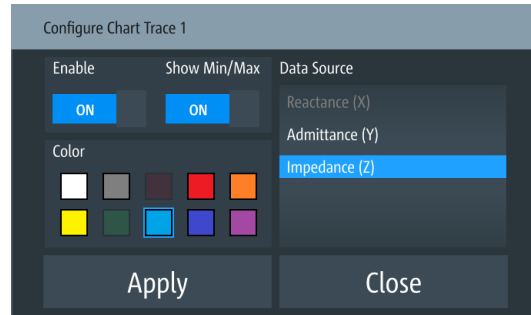 Configure Chart Trace 1
Enable
Show Min/Max
ON
ON
Color
Data Source
Reactance (X)
Admittance (Y)
Impedance (Z)
Apply
Close